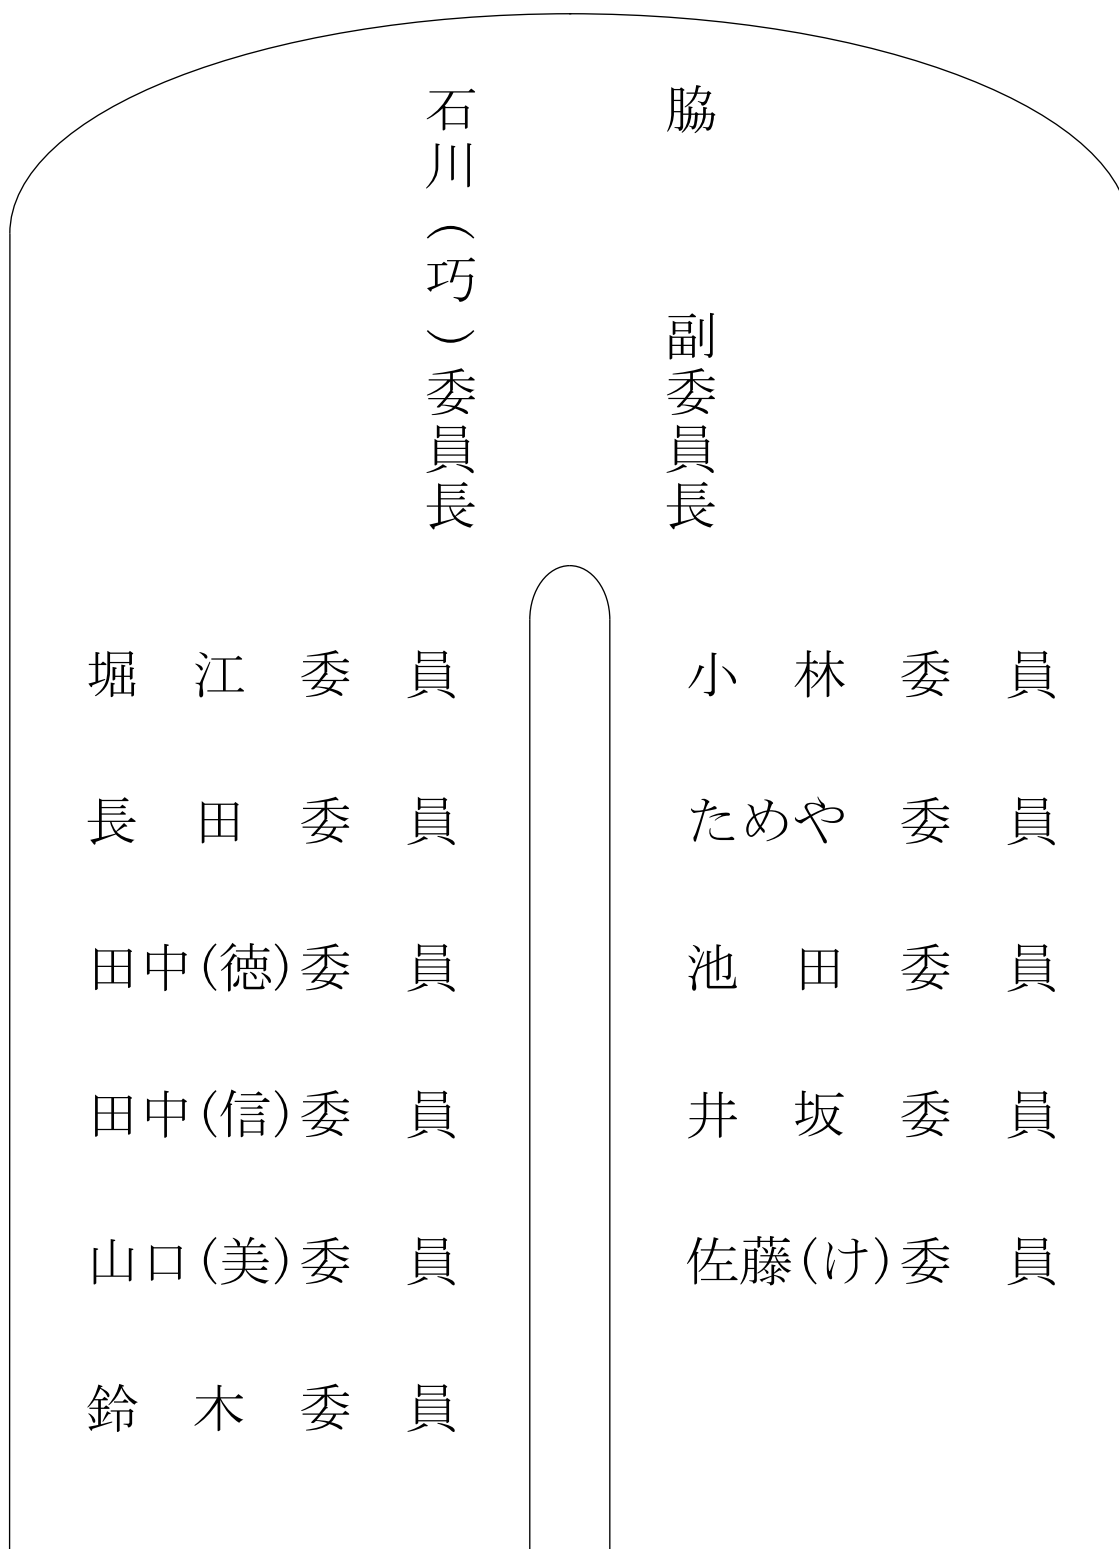 脇　副委員長
石川（巧）委員長
堀江委員　小林委員
長田委員　ためや委員
田中(徳)委員　池田委員
田中(信)委員　井坂委員
山口(美)委員　佐藤(け)委員
鈴木委員